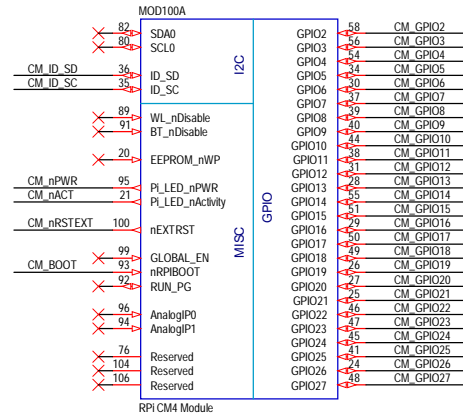 MOD100A
82 SDA0
80 SCL0
CM_ID_SD 36 ID_SD
CM_ID_SC 35 ID_SC
I2C
89 WL_nDisable
91 BT_nDisable
20 EEPROM_nWP
CM_nPWR 95 Pi_LED_nPWR
CM_nACT 21 Pi_LED_nActivity
CM_nRSTEXT 100 nEXTRST
99 GLOBAL_EN
CM_BOOT 93 nRPIBOOT
92 RUN_PG
96 AnalogIP0
94 AnalogIP1
76 Reserved
104 Reserved
106 Reserved
MISC
GPIO
GPIO2 58 CM_GPIO2
GPIO3 56 CM_GPIO3
GPIO4 54 CM_GPIO4
GPIO5 34 CM_GPIO5
GPIO6 30 CM_GPIO6
GPIO7 37 CM_GPIO7
GPIO8 39 CM_GPIO8
GPIO9 40 CM_GPIO9
GPIO10 44 CM_GPIO10
GPIO11 38 CM_GPIO11
GPIO12 31 CM_GPIO12
GPIO13 28 CM_GPIO13
GPIO14 55 CM_GPIO14
GPIO15 51 CM_GPIO15
GPIO16 29 CM_GPIO16
GPIO17 50 CM_GPIO17
GPIO18 49 CM_GPIO18
GPIO19 26 CM_GPIO19
GPIO20 27 CM_GPIO20
GPIO21 25 CM_GPIO21
GPIO22 46 CM_GPIO22
GPIO23 47 CM_GPIO23
GPIO24 45 CM_GPIO24
GPIO25 41 CM_GPIO25
GPIO26 24 CM_GPIO26
GPIO27 48 CM_GPIO27
RPi CM4 Module